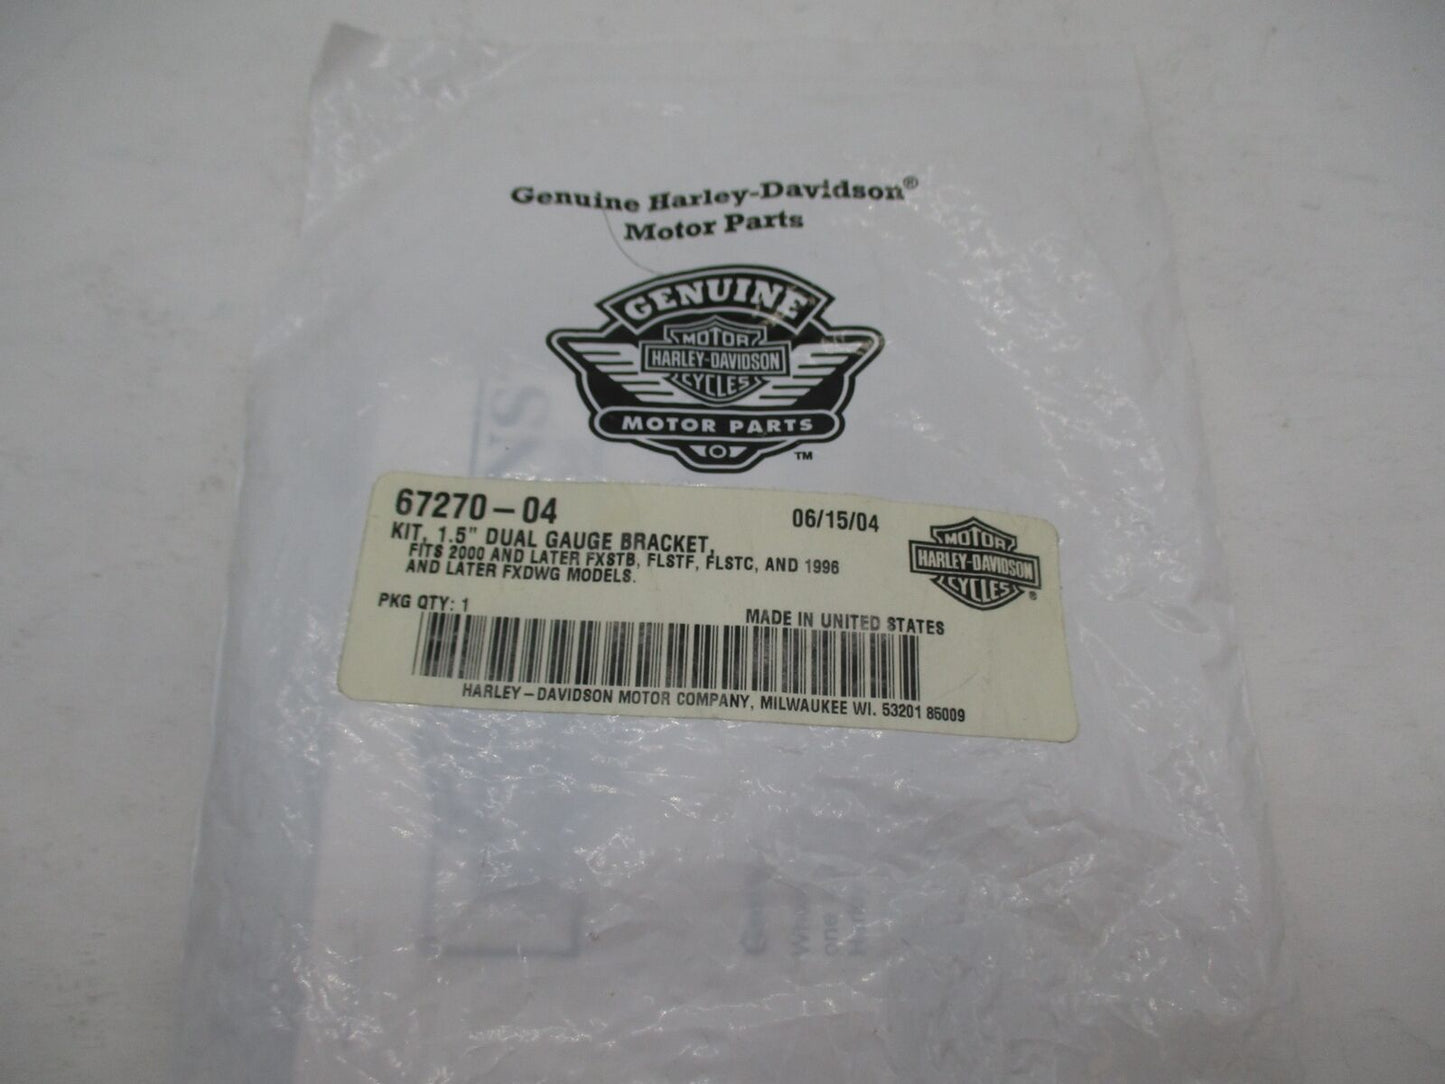 Genuine Harley-Davidson®
Motor Parts
GENUINE
MOTOR
HARLEY-DAVIDSON
CYCLES
MOTOR PARTS
TM
67270-04
06/15/04
KIT, 1.5" DUAL GAUGE BRACKET,
FITS 2000 AND LATER FXSTB, FLSTF, FLSTC, AND 1996
AND LATER FXDWG MODELS.
MOTOR
HARLEY-DAVIDSON
CYCLES
®
PKG QTY: 1
MADE IN UNITED STATES
HARLEY-DAVIDSON MOTOR COMPANY, MILWAUKEE WI. 53201 85009